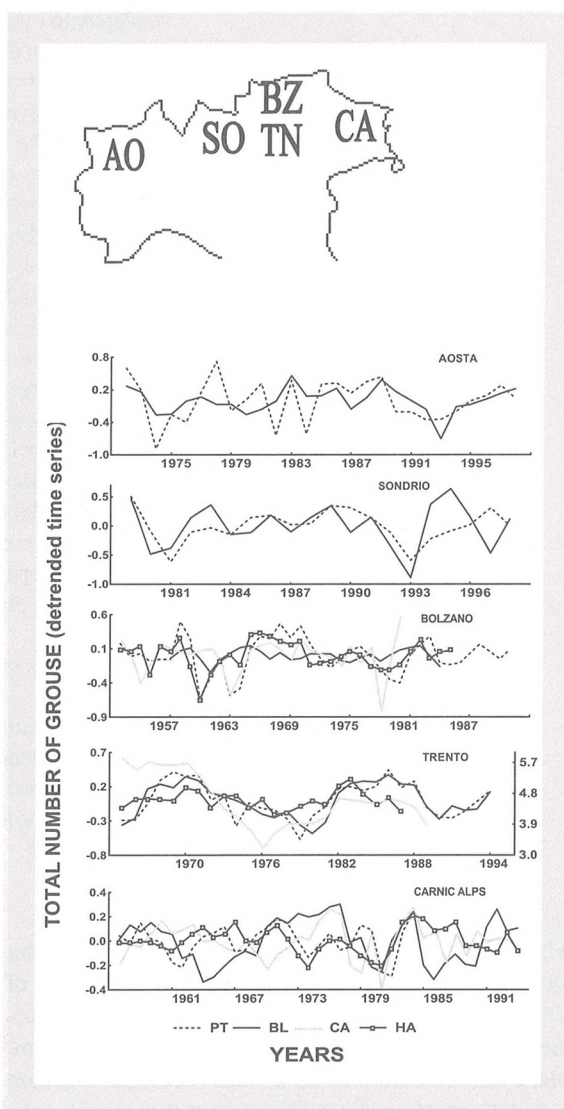 BZ
AO SO TN CA
TOTAL NUMBER OF GROUSE (detrended time series)
AOSTA
0.8
0.2
-0.4
-1.0
1975 1979 1983 1987 1991 1995
SONDRIO
0.5
0.0
-0.5
-1.0
1981 1984 1987 1990 1993 1996
BOLZANO
0.6
0.1
-0.4
-0.9
1957 1963 1969 1975 1981 1987
TRENTO
0.7 5.7
0.2 4.8
-0.3 3.9
-0.8 3.0
1970 1976 1982 1988 1994
CARNIC ALPS
0.4
0.2
0.0
-0.2
-0.4
1961 1967 1973 1979 1985 1991
PT BL CA HA
YEARS